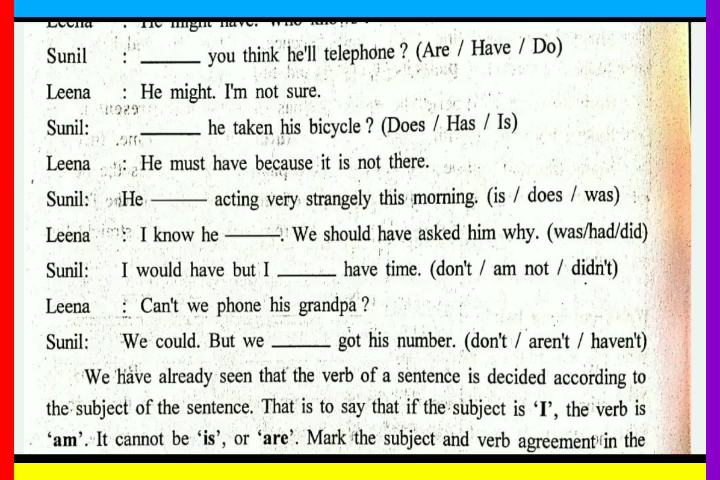 Leena : He might have. Who knows
Sunil : ______ you think he'll telephone ? (Are / Have / Do)
Leena : He might. I'm not sure.
Sunil: ______ he taken his bicycle ? (Does / Has / Is)
Leena : He must have because it is not there.
Sunil: He ______ acting very strangely this morning. (is / does / was)
Leena : I know he ______. We should have asked him why. (was/had/did)
Sunil: I would have but I ______ have time. (don't / am not / didn't)
Leena : Can't we phone his grandpa ?
Sunil: We could. But we ______ got his number. (don't / aren't / haven't)
We have already seen that the verb of a sentence is decided according to
the subject of the sentence. That is to say that if the subject is ‘I’, the verb is
‘am’. It cannot be ‘is’, or ‘are’. Mark the subject and verb agreement in the